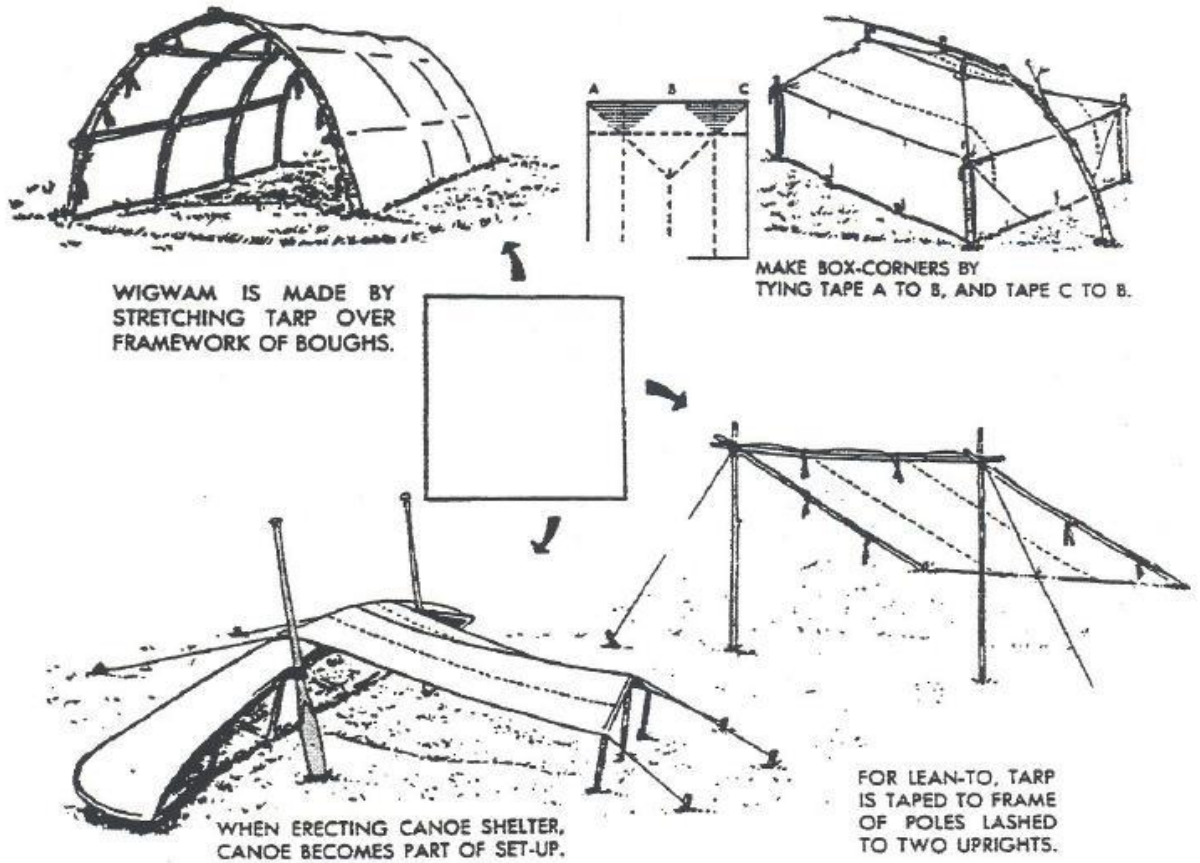 A B C
MAKE BOX-CORNERS BY
TYING TAPE A TO B, AND TAPE C TO B.
WIGWAM IS MADE BY
STRETCHING TARP OVER
FRAMEWORK OF BOUGHS.
FOR LEAN-TO, TARP
IS TAPED TO FRAME
OF POLES LASHED
TO TWO UPRIGHTS.
WHEN ERECTING CANOE SHELTER,
CANOE BECOMES PART OF SET-UP.